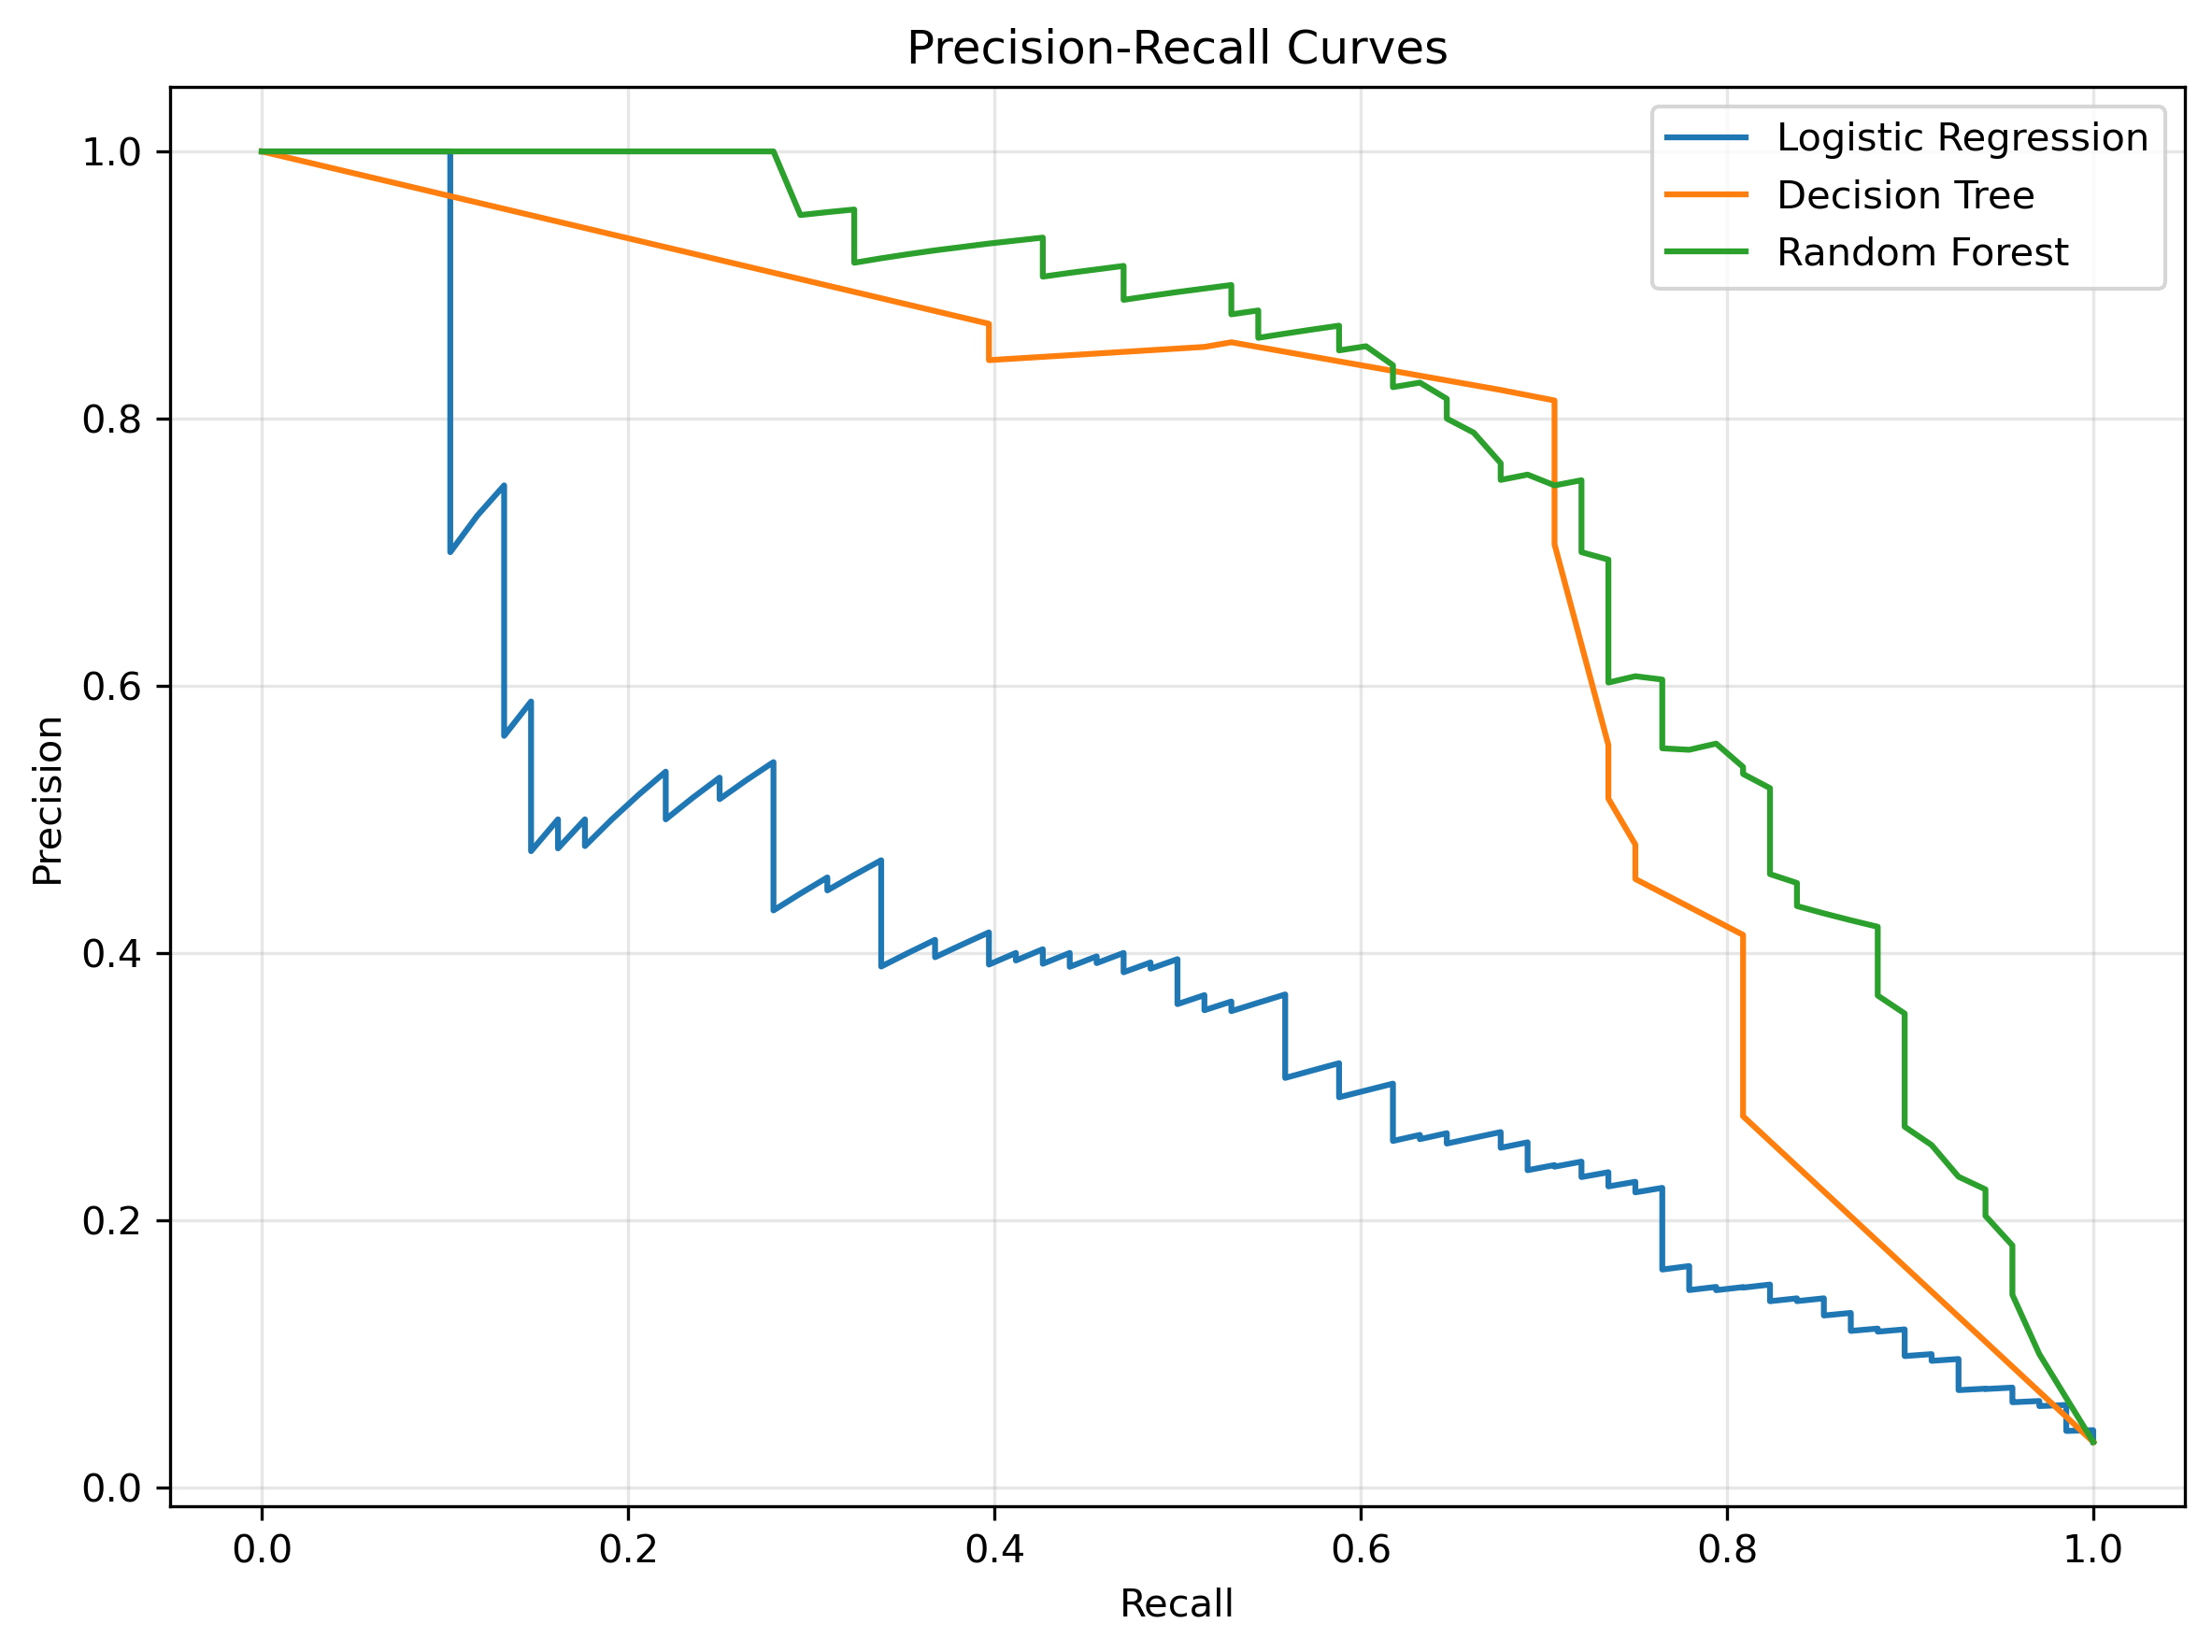 Precision-Recall Curves
Logistic Regression
Decision Tree
Random Forest
1.0
0.8
0.6
0.4
0.2
0.0
Precision
0.0 0.2 0.4 0.6 0.8 1.0
Recall